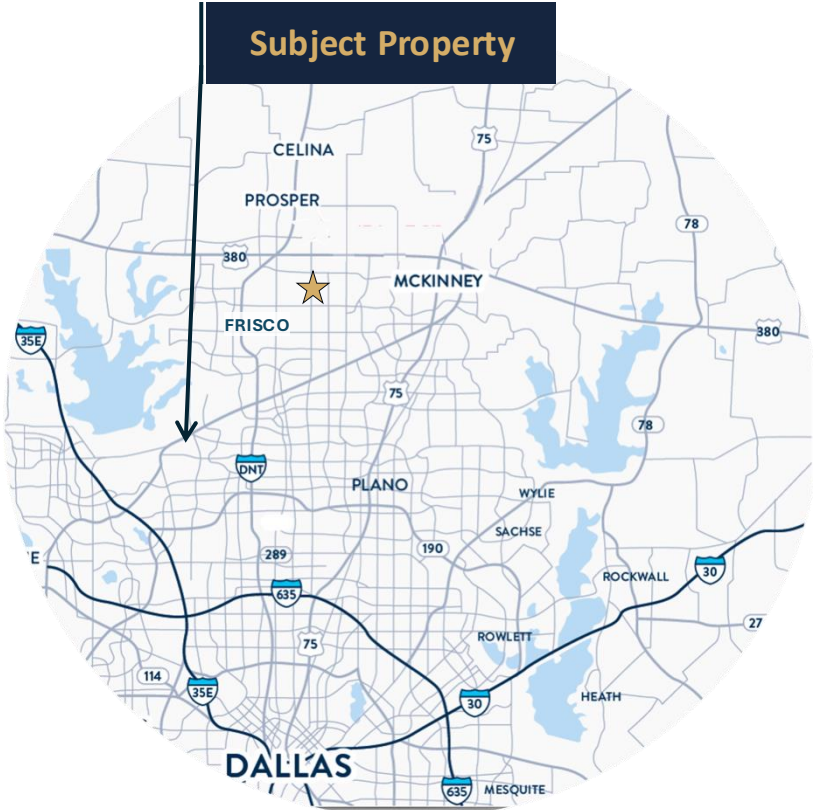 Subject Property
75
CELINA
PROSPER
78
380
MCKINNEY
FRISCO
380
35E
75
78
DNT
PLANO
WYLIE
SACHSE
190
289
E
ROCKWALL
30
635
27
ROWLETT
75
114
35E
HEATH
30
DALLAS
635
MESQUITE